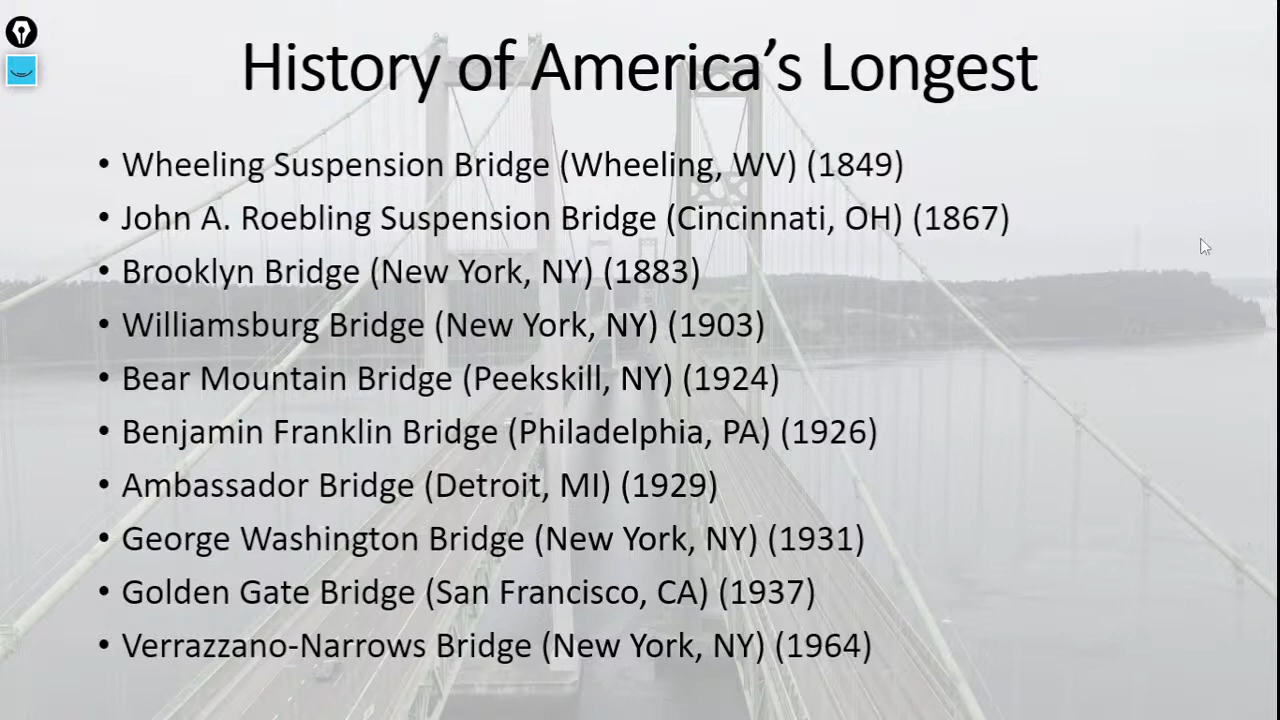 History of America’s Longest
• Wheeling Suspension Bridge (Wheeling, WV) (1849)
• John A. Roebling Suspension Bridge (Cincinnati, OH) (1867)
• Brooklyn Bridge (New York, NY) (1883)
• Williamsburg Bridge (New York, NY) (1903)
• Bear Mountain Bridge (Peekskill, NY) (1924)
• Benjamin Franklin Bridge (Philadelphia, PA) (1926)
• Ambassador Bridge (Detroit, MI) (1929)
• George Washington Bridge (New York, NY) (1931)
• Golden Gate Bridge (San Francisco, CA) (1937)
• Verrazzano-Narrows Bridge (New York, NY) (1964)